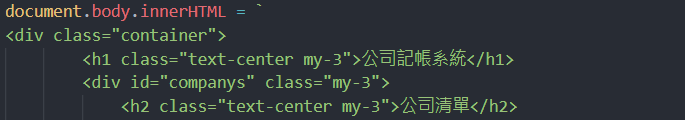 document.body.innerHTML = `
<div class="container">
<h1 class="text-center my-3">公司記帳系統</h1>
<div id="companys" class="my-3">
<h2 class="text-center my-3">公司清單</h2>